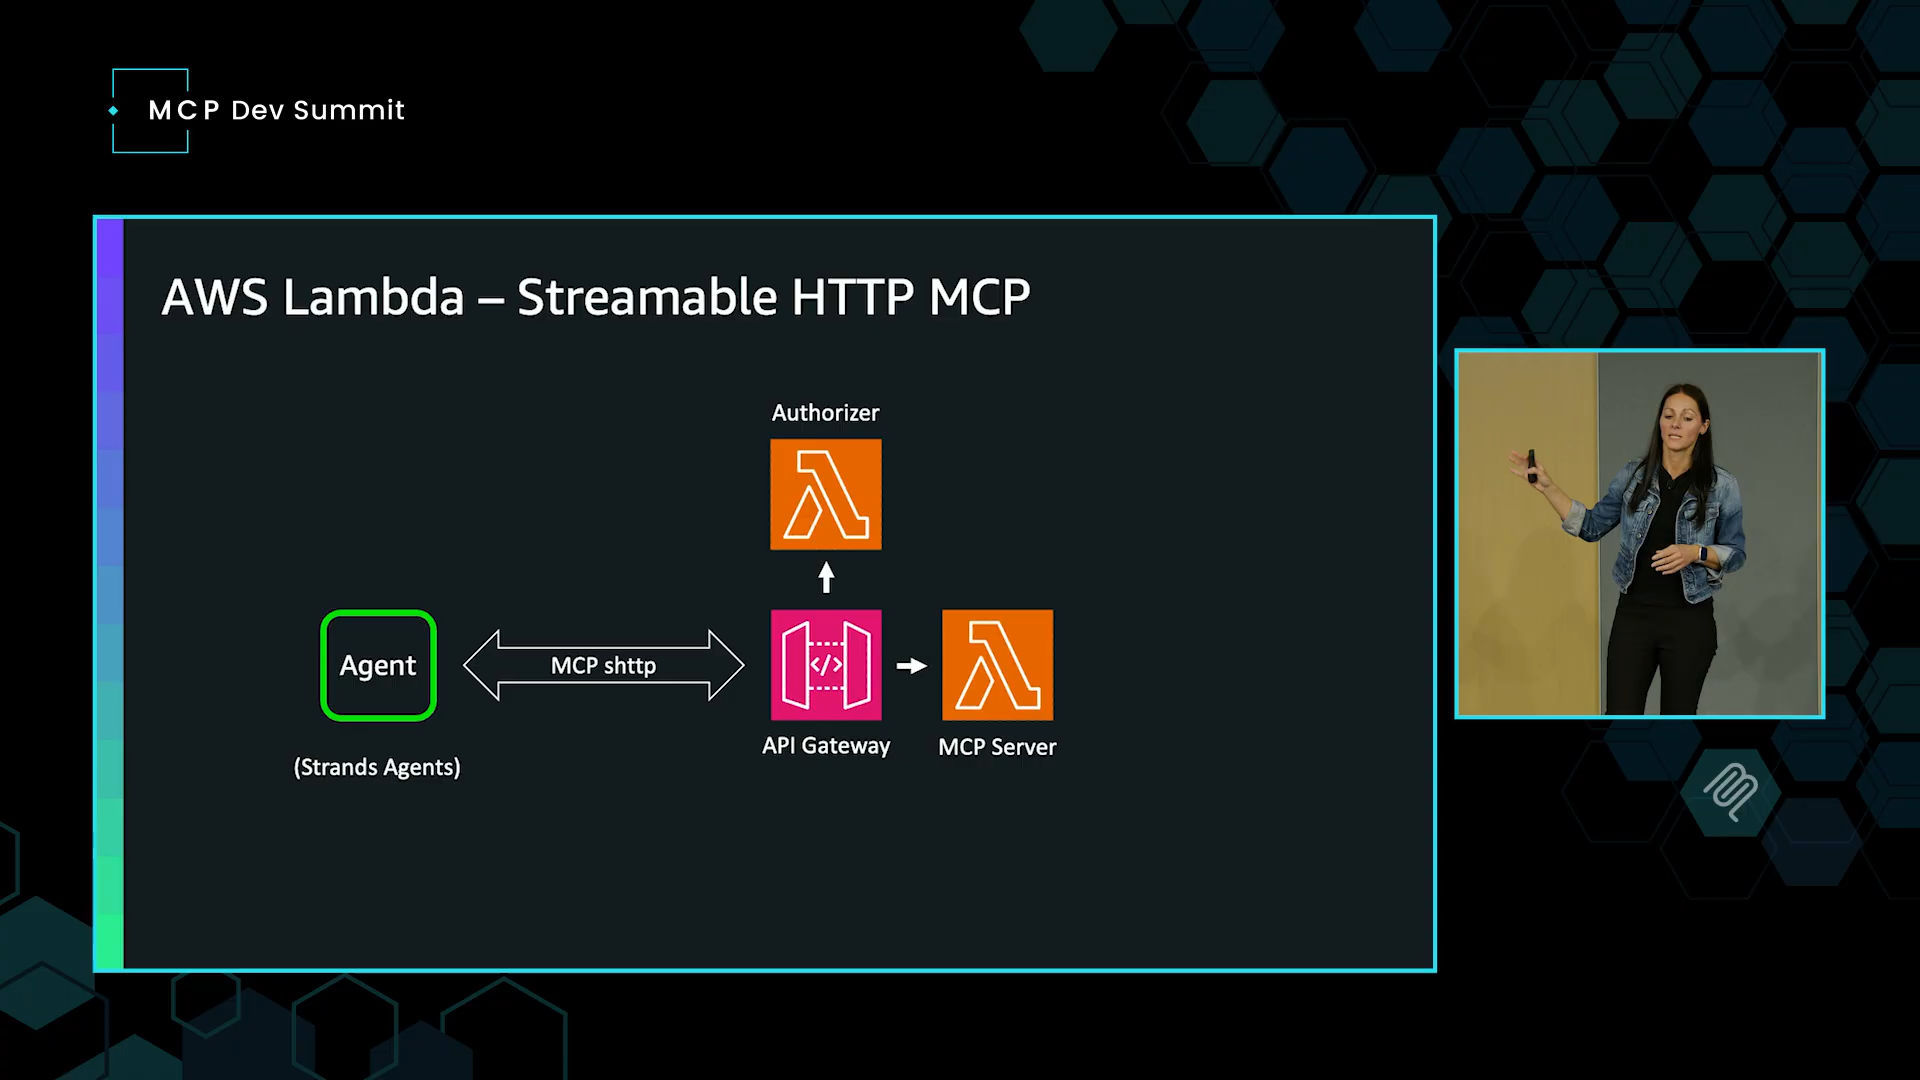 MCP Dev Summit
AWS Lambda – Streamable HTTP MCP
Authorizer
Agent
MCP shttp
</>
API Gateway
MCP Server
(Strands Agents)